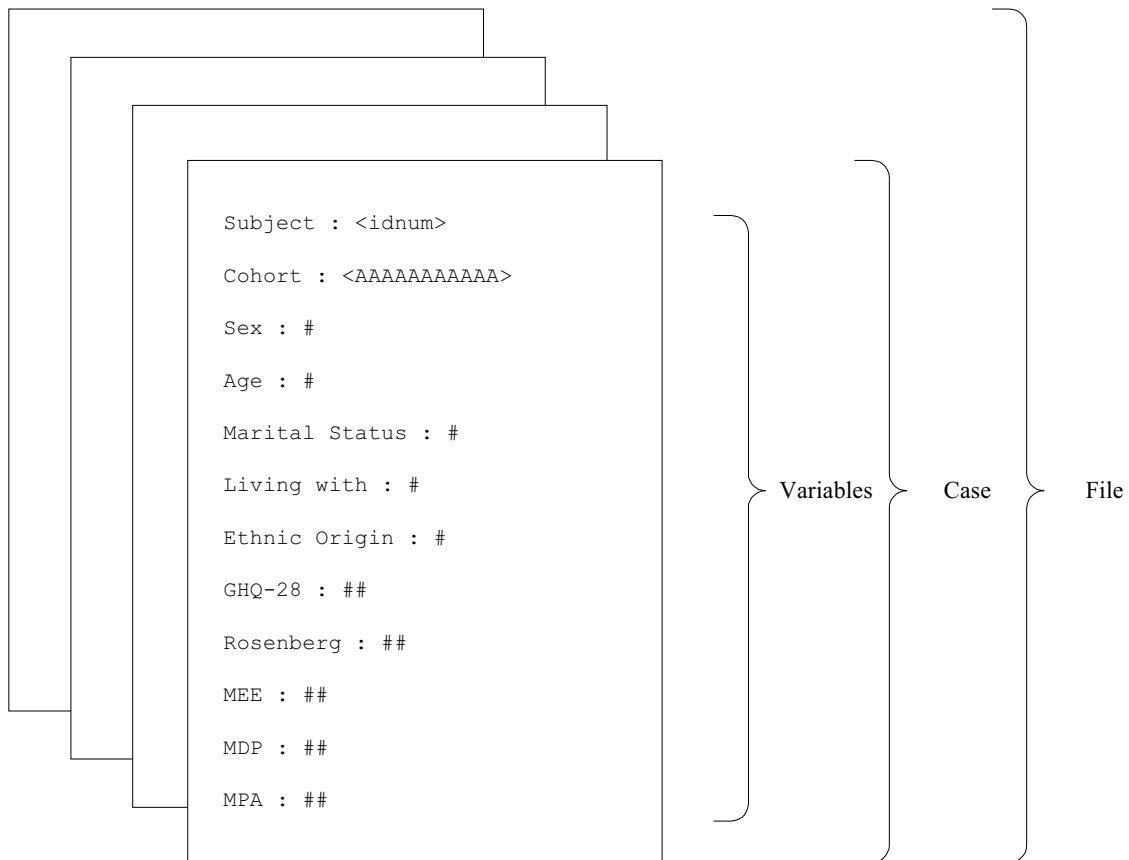 Subject : <idnum>
Cohort : <AAAAAAAAAAAA>
Sex : #
Age : #
Marital Status : #
Living with : #
Ethnic Origin : #
GHQ-28 : ##
Rosenberg : ##
MEE : ##
MDP : ##
MPA : ##
Variables
Case
File